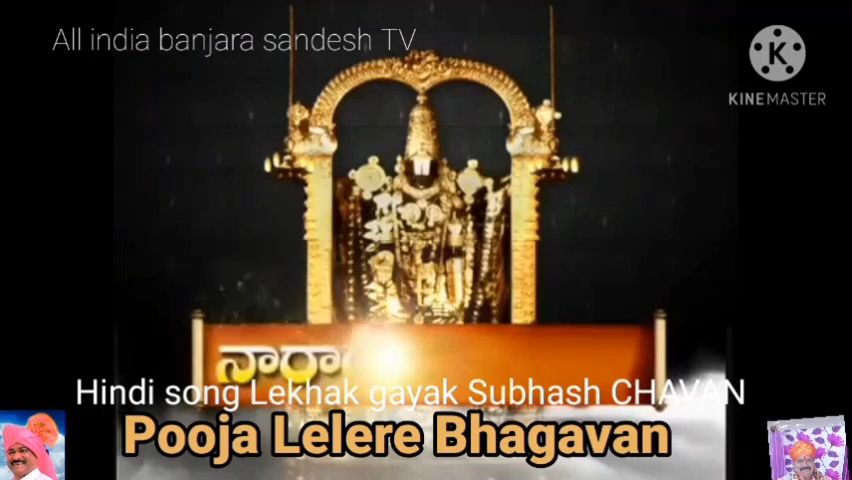 All india banjara sandesh TV
K
KINEMASTER
Hindi song Lekhak gayak Subhash CHAVAN
Pooja Lelere Bhagavan